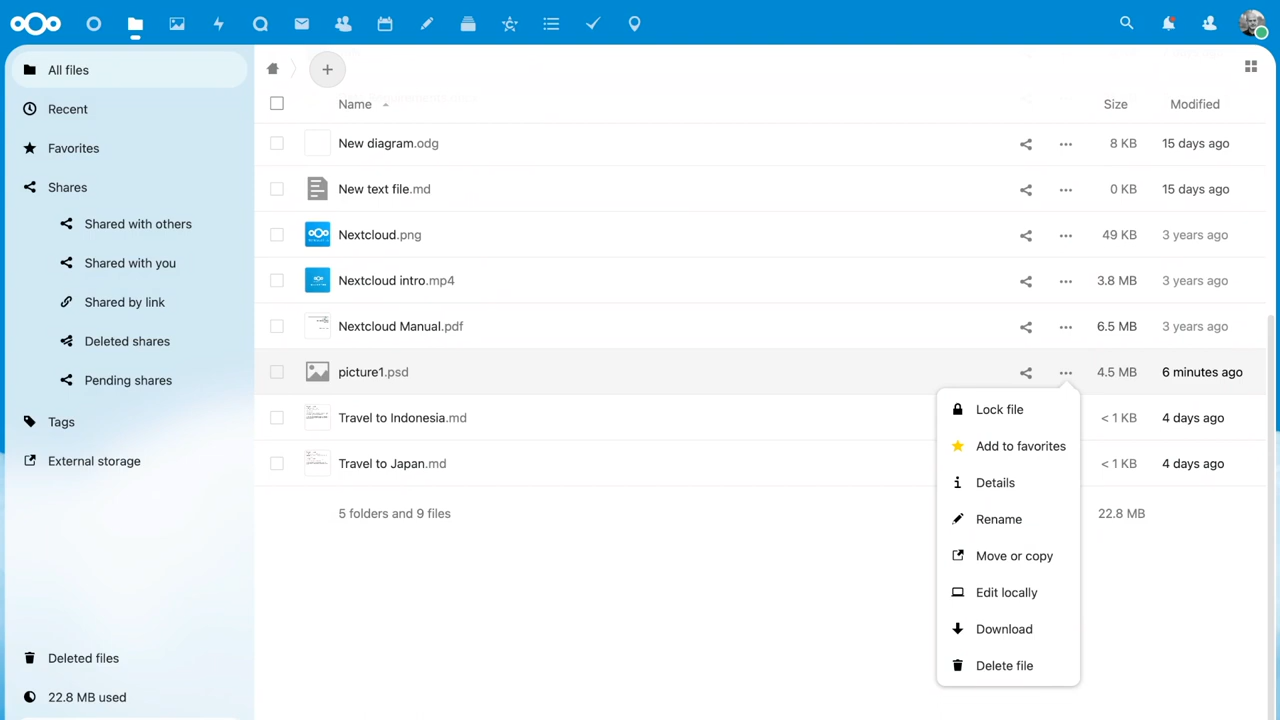 All files
Recent
Favorites
Shares
Shared with others
Shared with you
Shared by link
Deleted shares
Pending shares
Tags
External storage
Deleted files
22.8 MB used
Name Size Modified
New diagram.odg 8 KB 15 days ago
New text file.md 0 KB 15 days ago
Nextcloud.png 49 KB 3 years ago
Nextcloud intro.mp4 3.8 MB 3 years ago
Nextcloud Manual.pdf 6.5 MB 3 years ago
picture1.psd 4.5 MB 6 minutes ago
Travel to Indonesia.md < 1 KB 4 days ago
Travel to Japan.md < 1 KB 4 days ago
5 folders and 9 files 22.8 MB
Lock file
Add to favorites
Details
Rename
Move or copy
Edit locally
Download
Delete file